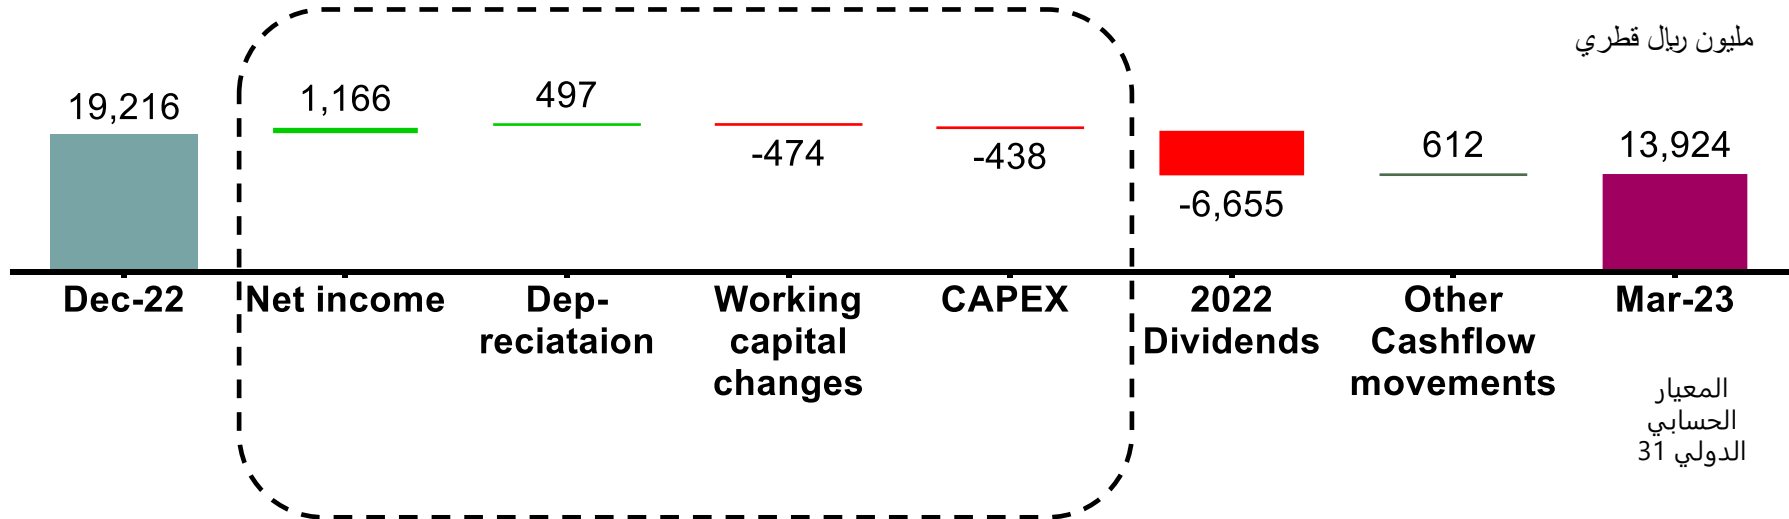 مليون ريال قطري
19,216
1,166
497
-474
-438
-6,655
612
13,924
Dec-22
Net income
Dep-
reciataion
Working
capital
changes
CAPEX
2022
Dividends
Other
Cashflow
movements
Mar-23
المعيار
الحسابي
الدولي 31